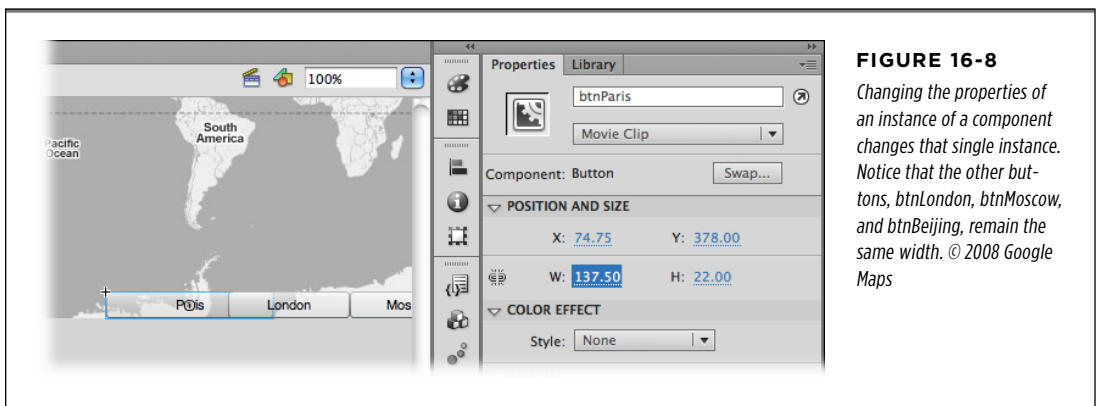 100%
South
America
Pacific
Ocean
London
Mos
Properties Library
btnParis
Movie Clip
Component: Button Swap...
POSITION AND SIZE
X: 74.75 Y: 378.00
W: 137.50 H: 22.00
COLOR EFFECT
Style: None
FIGURE 16-8
Changing the properties of
an instance of a component
changes that single instance.
Notice that the other but-
tons, btnLondon, btnMoscow,
and btnBeijing, remain the
same width. © 2008 Google
Maps